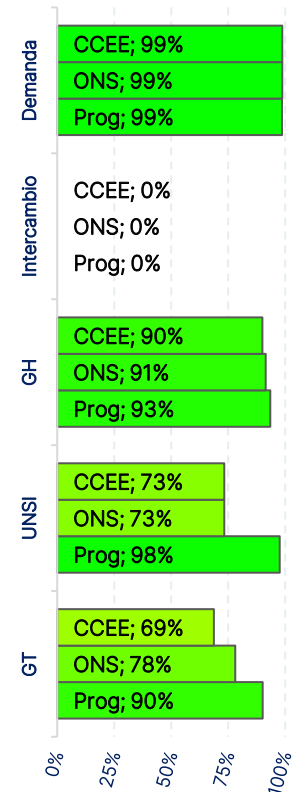 Demanda
CCEE; 99%
ONS; 99%
Prog; 99%
Intercambio
CCEE; 0%
ONS; 0%
Prog; 0%
GH
CCEE; 90%
ONS; 91%
Prog; 93%
UNSI
CCEE; 73%
ONS; 73%
Prog; 98%
GT
CCEE; 69%
ONS; 78%
Prog; 90%
0%
25%
50%
75%
100%